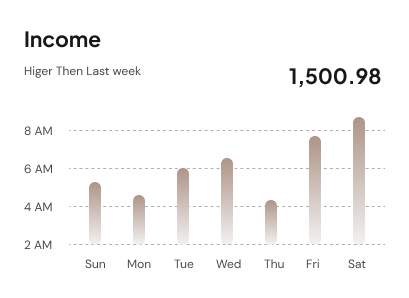 Income
Higer Then Last week
1,500.98
8 AM
6 AM
4 AM
2 AM
Sun Mon Tue Wed Thu Fri Sat